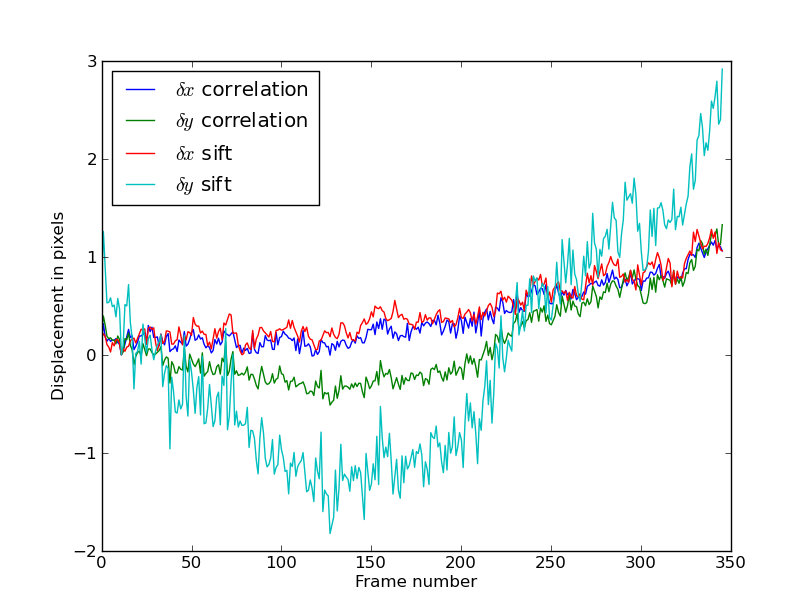 3
2
1
0
−1
−2
Displacement in pixels
δx correlation
δy correlation
δx sift
δy sift
0 50 100 150 200 250 300 350
Frame number